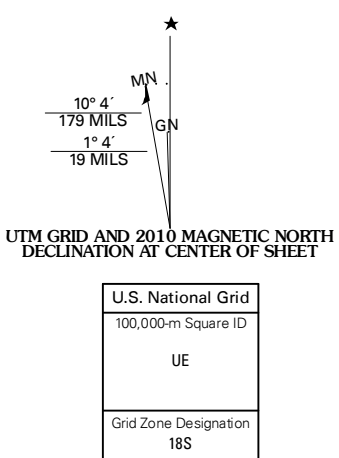 MN
10° 4´
179 MILS
GN
1° 4´
19 MILS
UTM GRID AND 2010 MAGNETIC NORTH
DECLINATION AT CENTER OF SHEET
U.S. National Grid
100,000-m Square ID
UE
Grid Zone Designation
18S